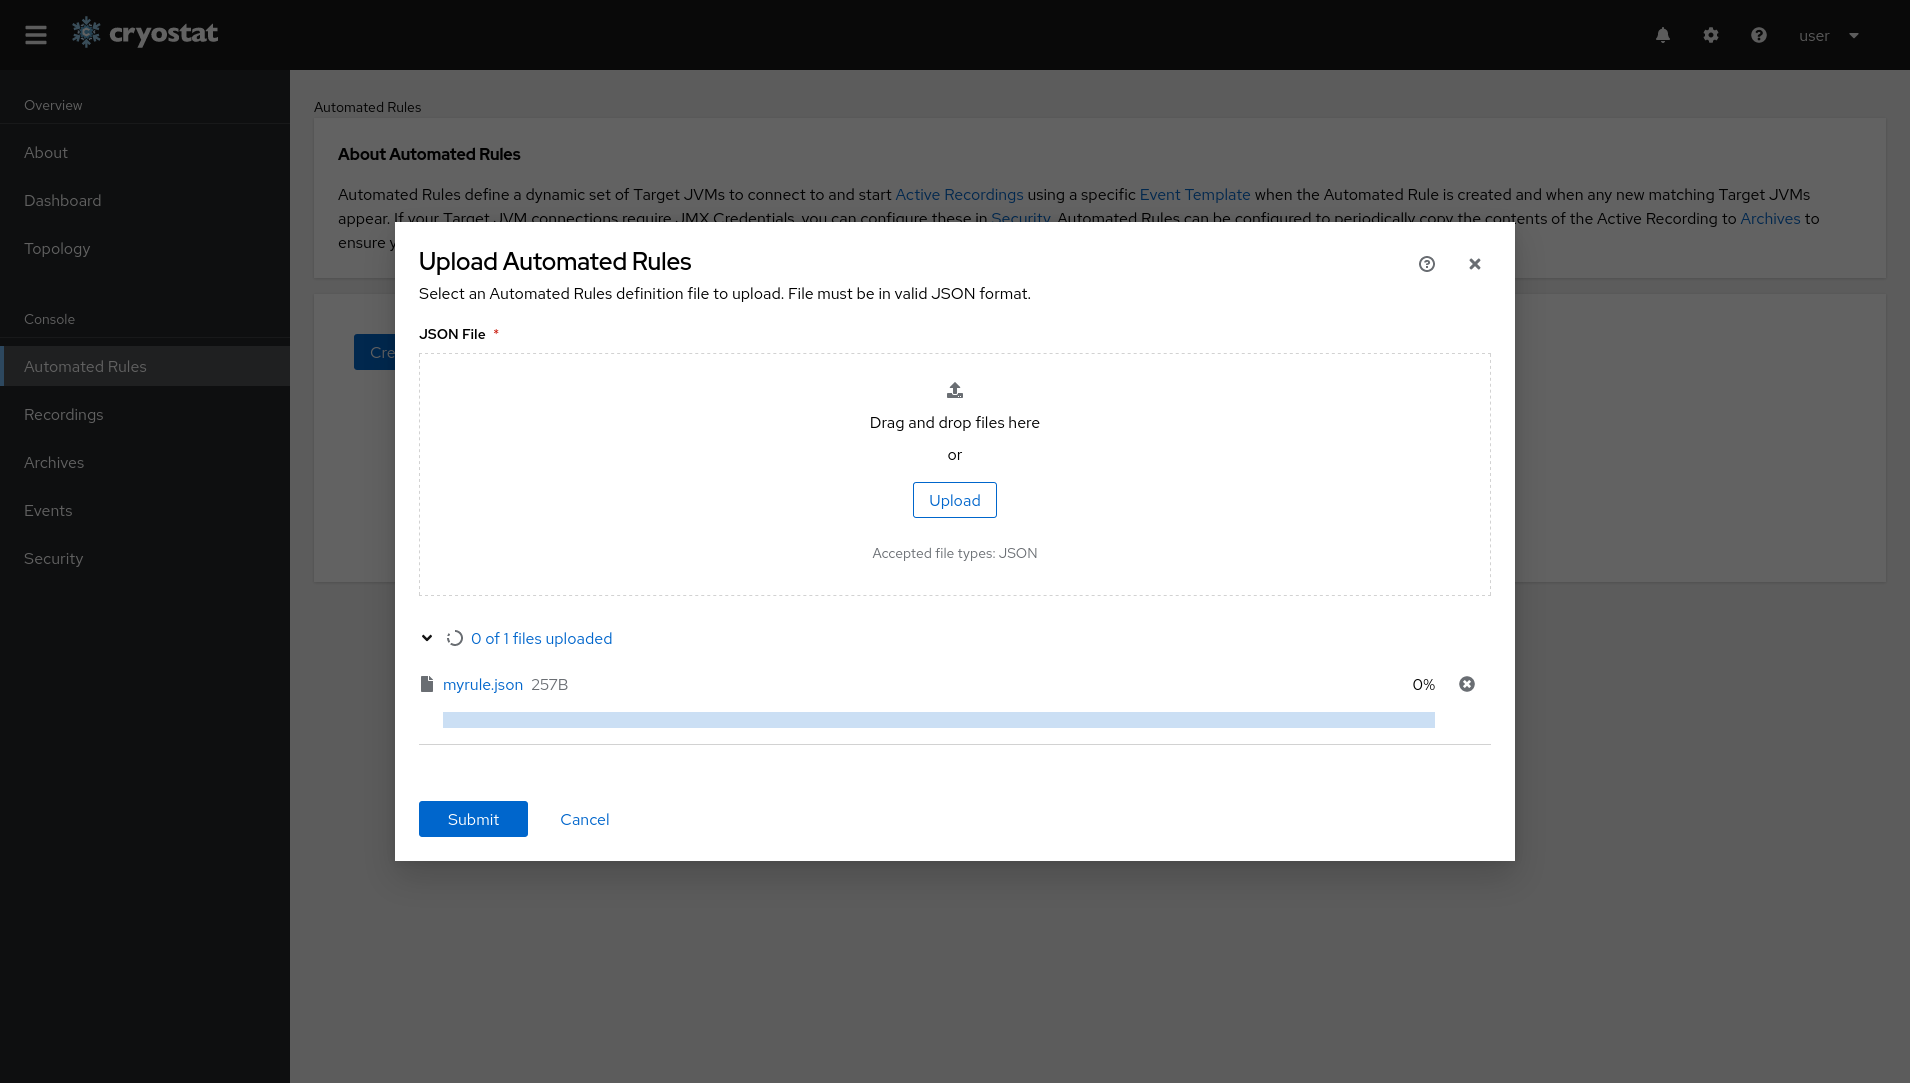 cryostat
user
Overview
About
Dashboard
Topology
Console
Automated Rules
Recordings
Archives
Events
Security
Automated Rules
About Automated Rules
Automated Rules define a dynamic set of Target JVMs to connect to and start Active Recordings using a specific Event Template when the Automated Rule is created and when any new matching Target JVMs
appear. If your Target JVM connections require JMX Credentials, you can configure these in Security. Automated Rules can be configured to periodically copy the contents of the Active Recording to Archives to
ensure
Upload Automated Rules
Select an Automated Rules definition file to upload. File must be in valid JSON format.
JSON File *
Drag and drop files here
or
Upload
Accepted file types: JSON
0 of 1 files uploaded
myrule.json 257B 0%
Submit Cancel